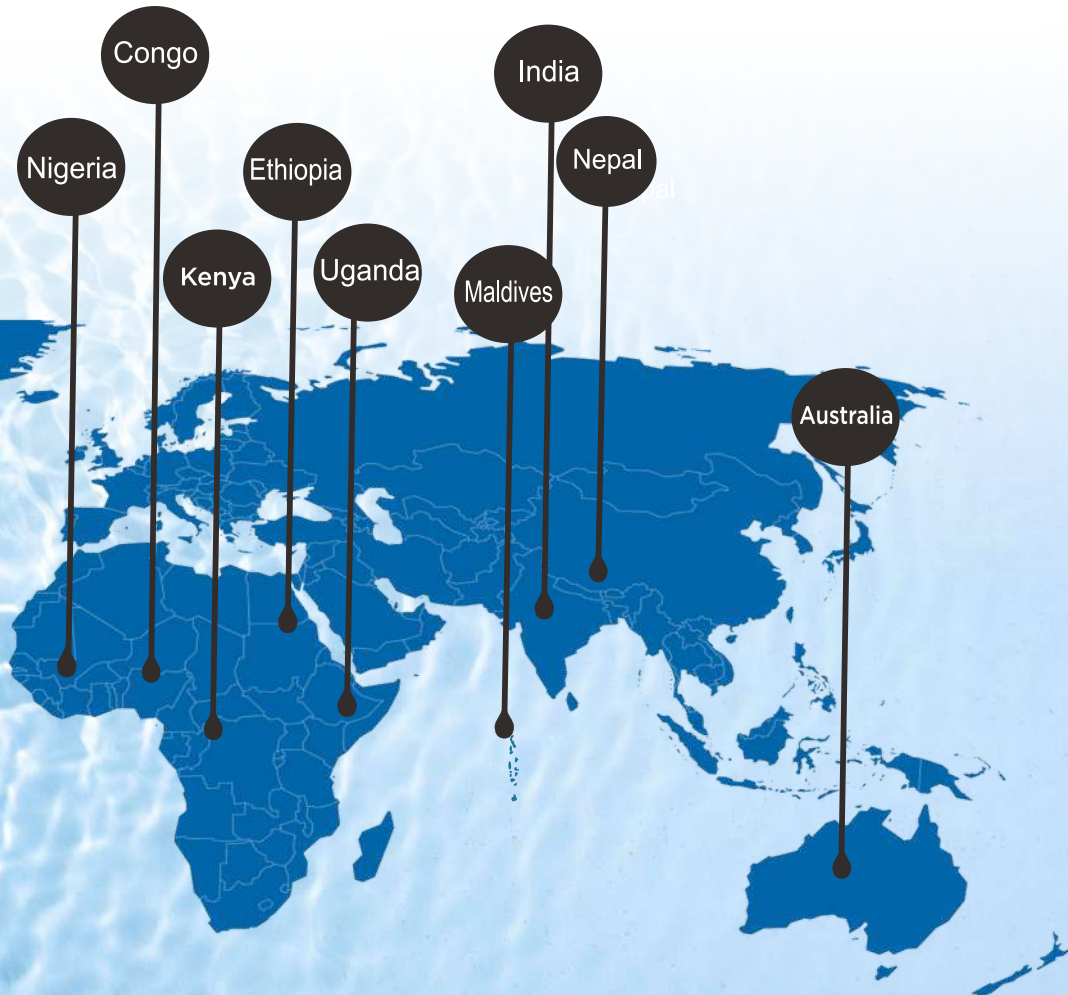 Congo
India
Nigeria
Ethiopia
Nepal
Kenya
Uganda
Maldives
Australia